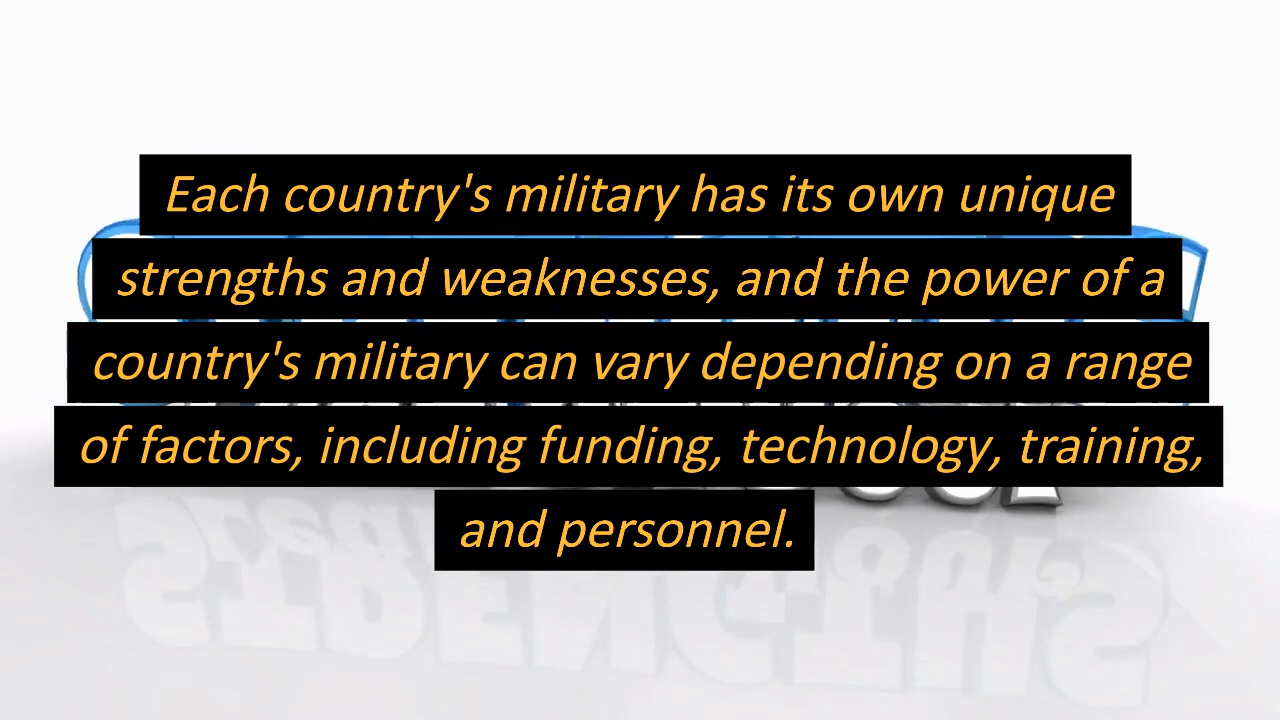 Each country's military has its own unique
strengths and weaknesses, and the power of a
country's military can vary depending on a range
of factors, including funding, technology, training,
and personnel.